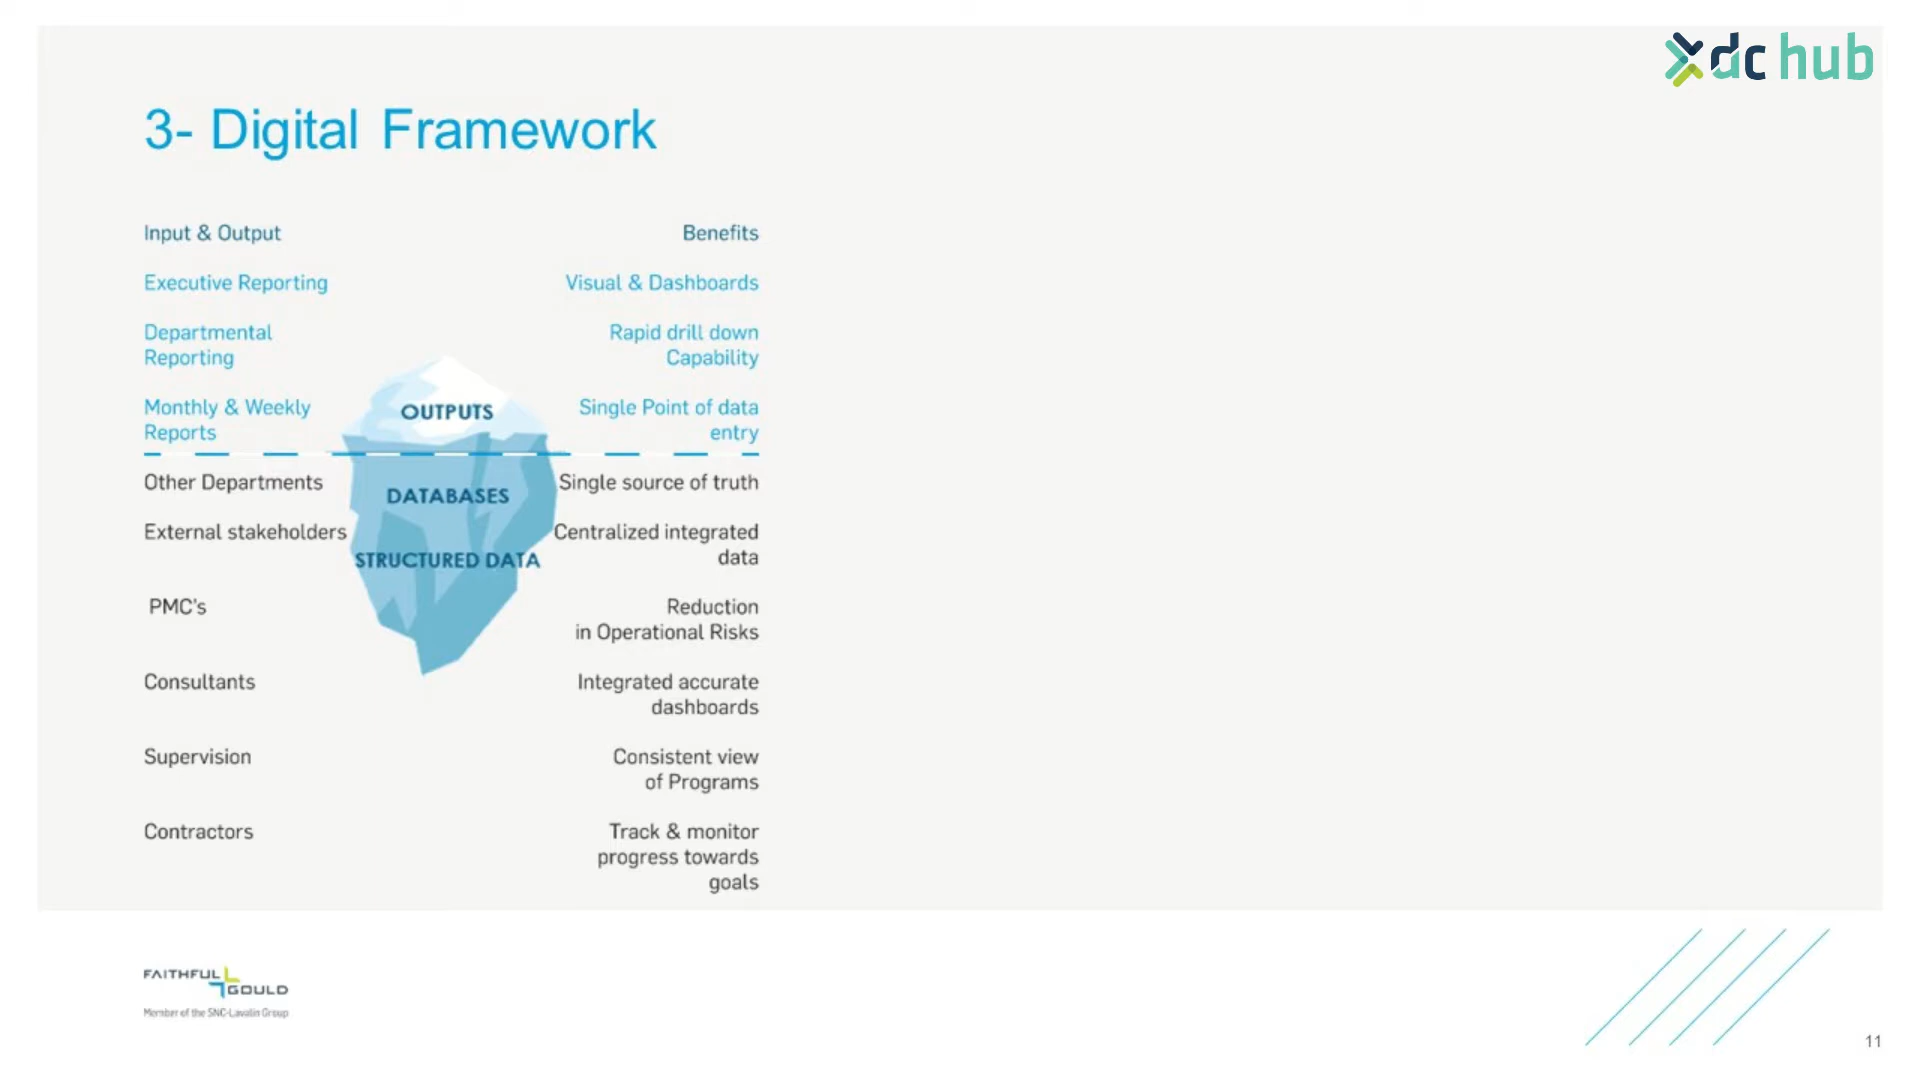 dc hub
3- Digital Framework
Input & Output
Benefits
Executive Reporting
Visual & Dashboards
Departmental
Reporting
Rapid drill down
Capability
Monthly & Weekly
Reports
OUTPUTS
Single Point of data
entry
Other Departments
DATABASES
Single source of truth
External stakeholders
STRUCTURED DATA
Centralized integrated
data
PMC's
Reduction
in Operational Risks
Consultants
Integrated accurate
dashboards
Supervision
Consistent view
of Programs
Contractors
Track & monitor
progress towards
goals
FAITHFUL
GOULD
Member of the SNC-Lavalin Group
11